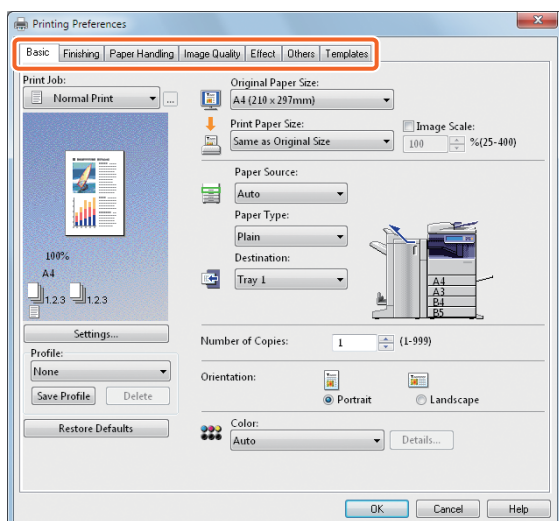 Printing Preferences
Basic Finishing Paper Handling Image Quality Effect Others Templates
Print Job:
Normal Print
...
Original Paper Size:
A4 (210 x 297mm)
Print Paper Size:
Same as Original Size
Image Scale:
100 %(25-400)
Paper Source:
Auto
Paper Type:
Plain
Destination:
Tray 1
A4
A3
B4
B5
100%
A4
1.2.3 1.2.3
Settings...
Profile:
None
Save Profile Delete
Restore Defaults
Number of Copies: 1 (1-999)
Orientation:
Portrait Landscape
Color:
Auto
Details...
OK Cancel Help